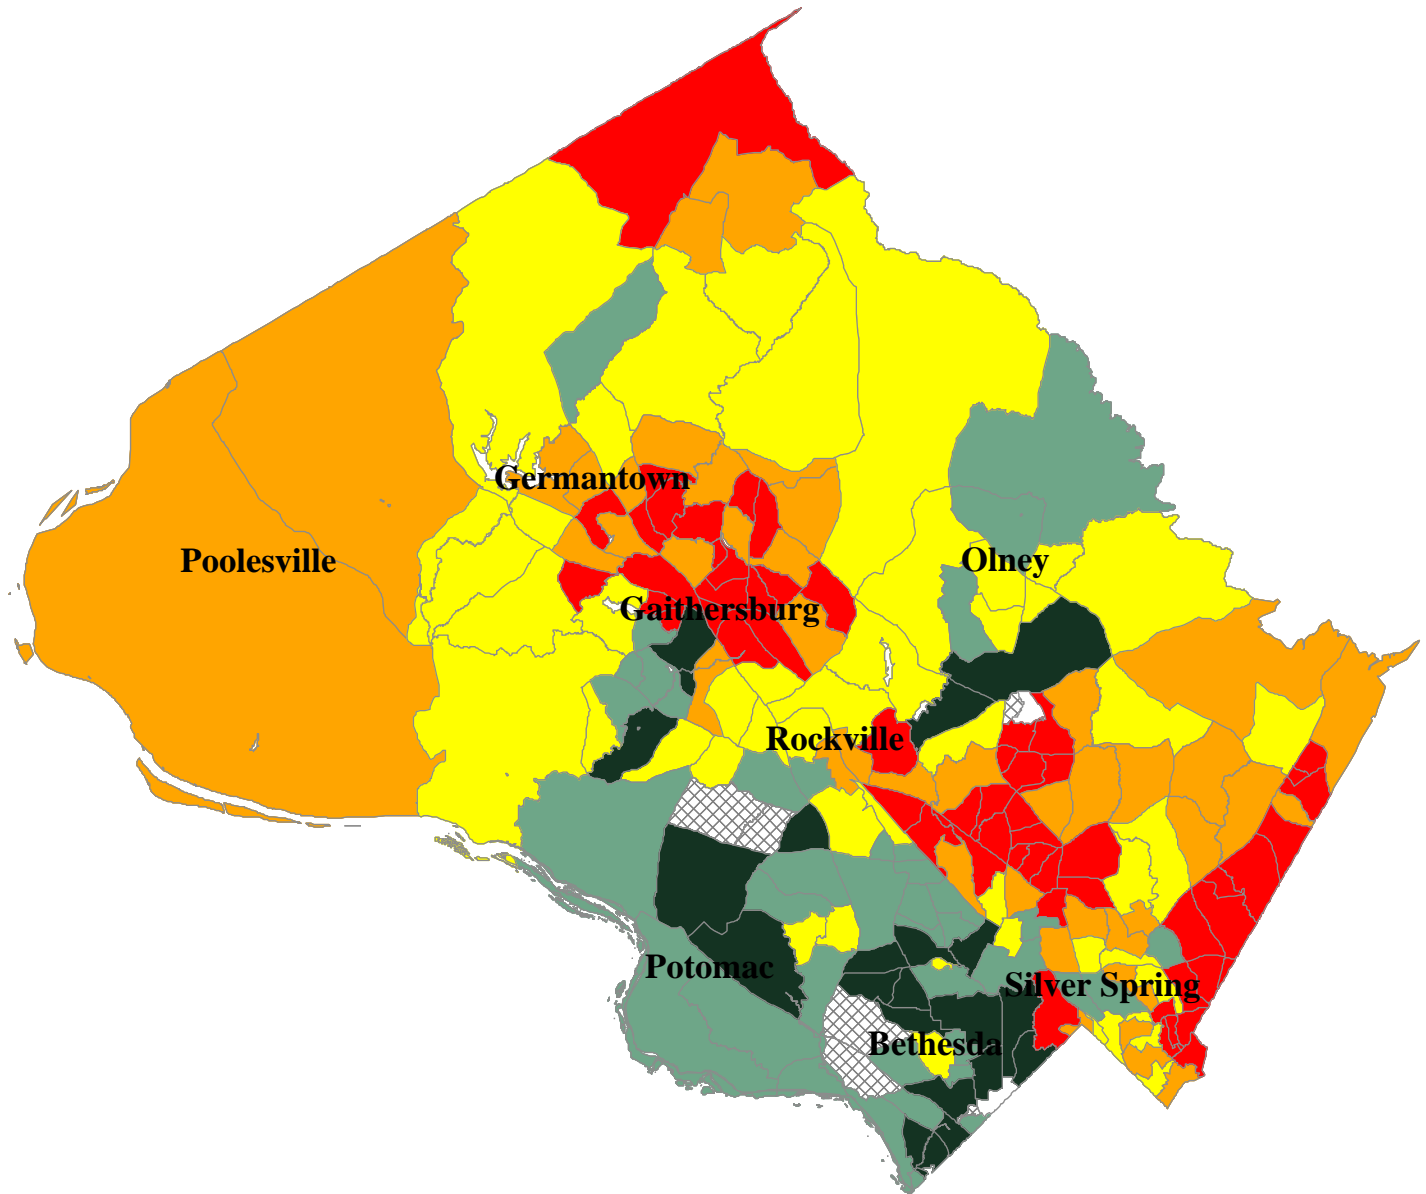 Germantown
Poolesville
Olney
Gaithersburg
Rockville
Potomac
Silver Spring
Bethesda